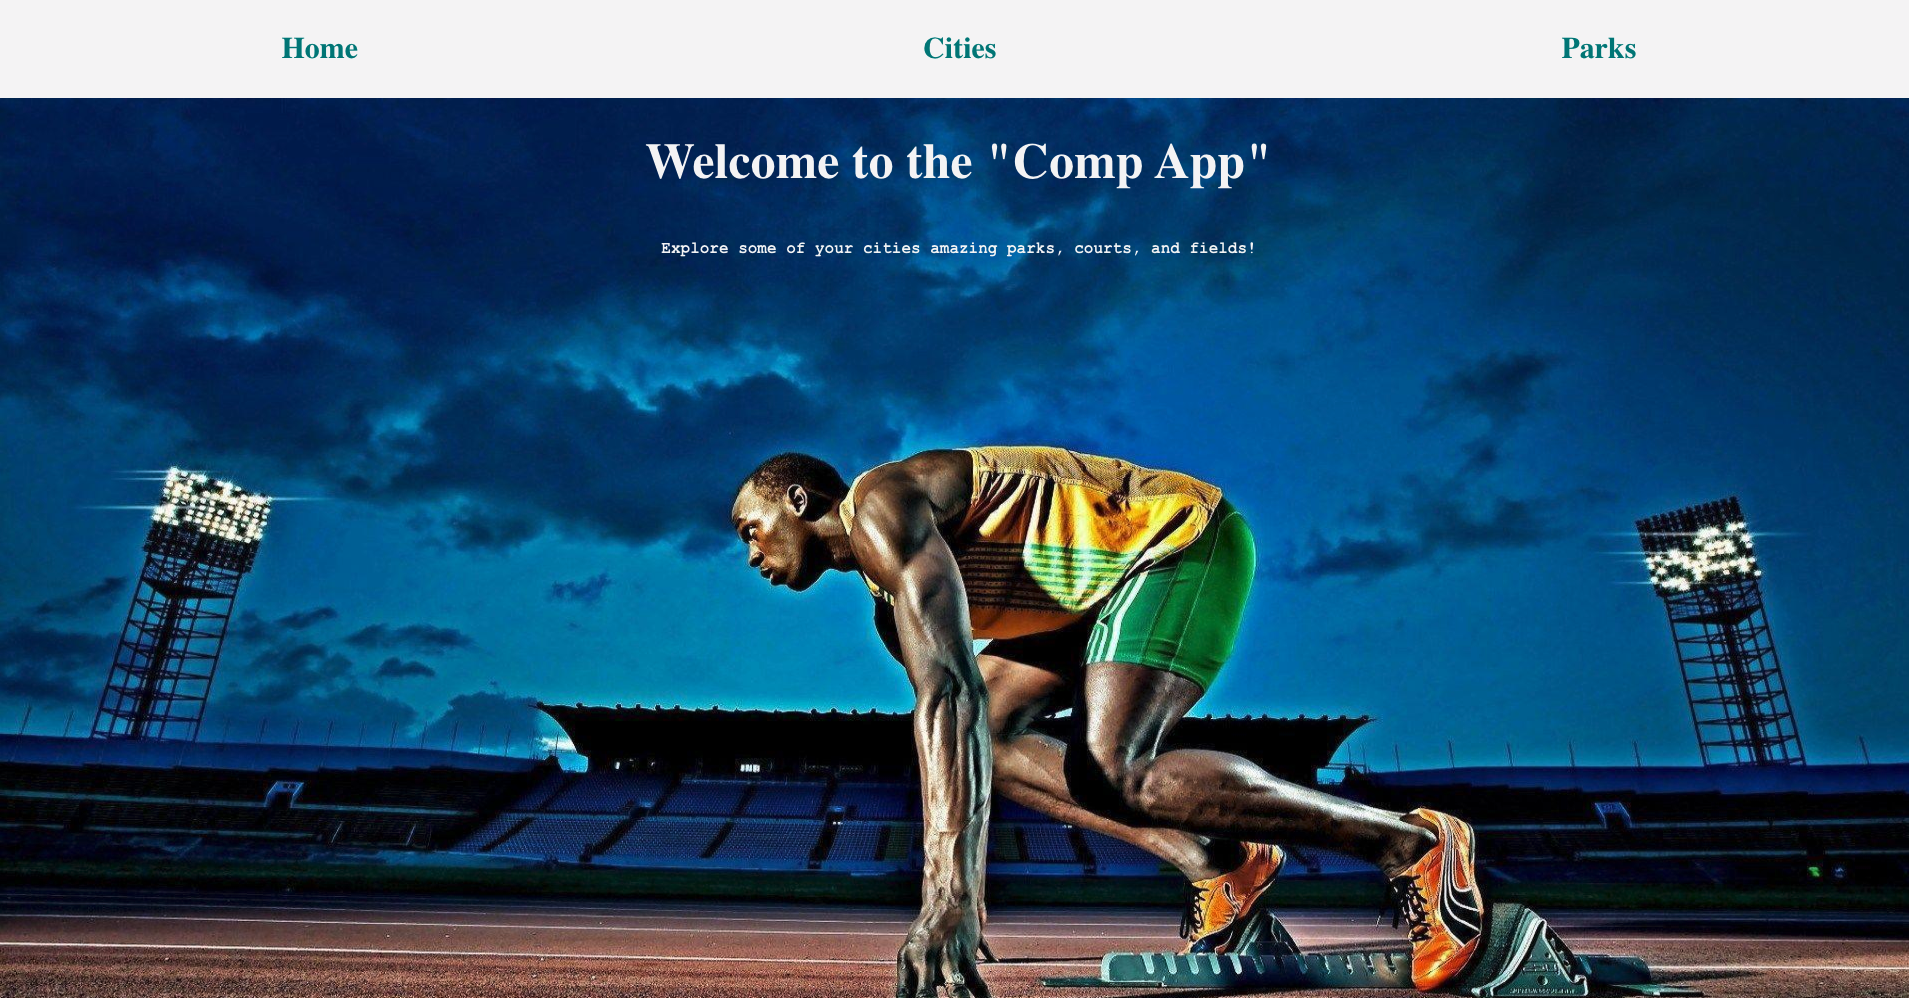 Home
Cities
Parks
Welcome to the "Comp App"
Explore some of your cities amazing parks, courts, and fields!